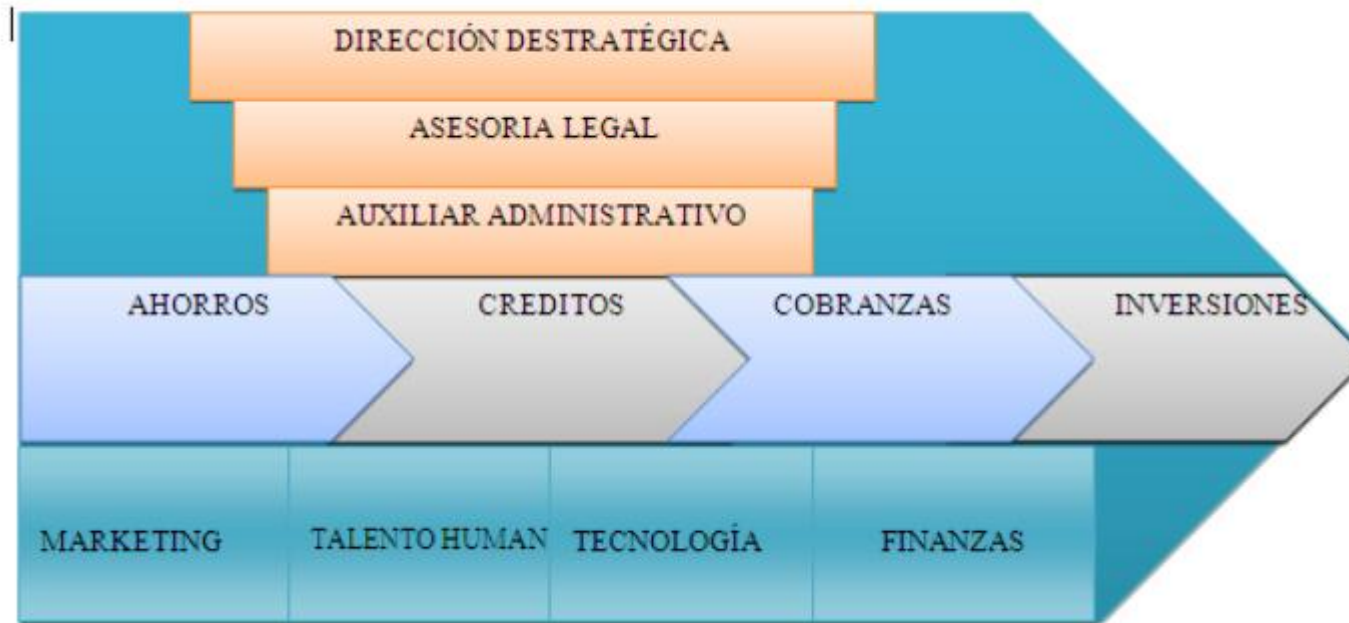 DIRECCIÓN DESTRATÉGICA
ASESORIA LEGAL
AUXILIAR ADMINISTRATIVO
AHORROS CREDITOS COBRANZAS INVERSIONES
MARKETING TALENTO HUMAN TECNOLOGÍA FINANZAS